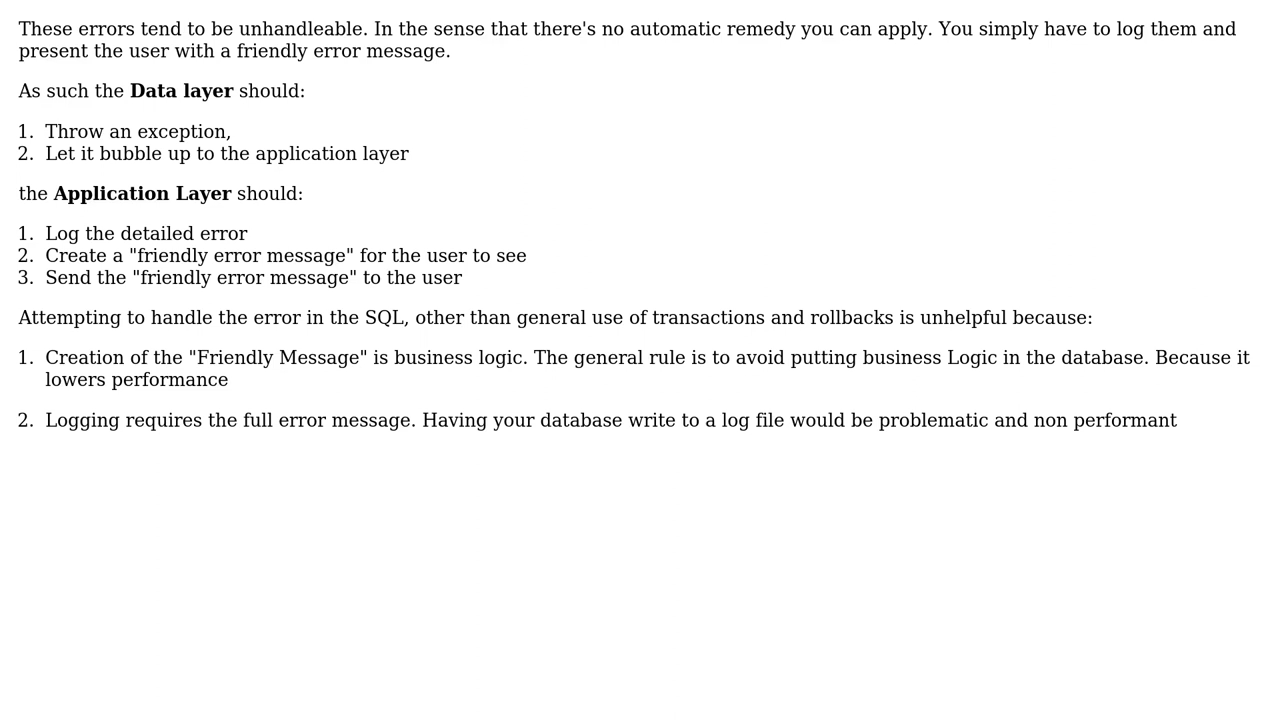 These errors tend to be unhandleable. In the sense that there's no automatic remedy you can apply. You simply have to log them and
present the user with a friendly error message.
As such the Data layer should:
1. Throw an exception,
2. Let it bubble up to the application layer
the Application Layer should:
1. Log the detailed error
2. Create a "friendly error message" for the user to see
3. Send the "friendly error message" to the user
Attempting to handle the error in the SQL, other than general use of transactions and rollbacks is unhelpful because:
1. Creation of the "Friendly Message" is business logic. The general rule is to avoid putting business Logic in the database. Because it
lowers performance
2. Logging requires the full error message. Having your database write to a log file would be problematic and non performant